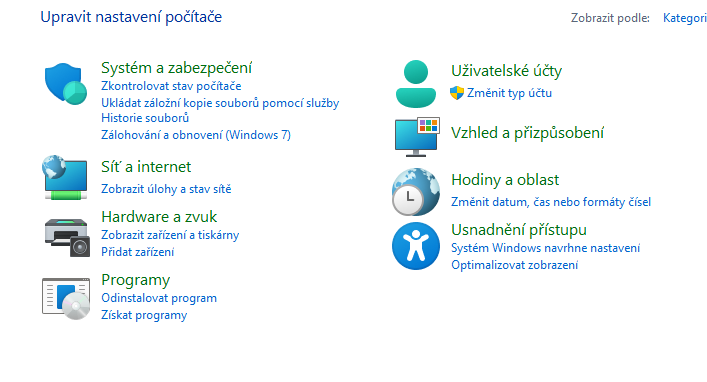 Upravit nastavení počítače
Zobrazit podle: Kategori
Systém a zabezpečení
Zkontrolovat stav počítače
Ukládat záložní kopie souborů pomocí služby
Historie souborů
Zálohování a obnovení (Windows 7)
Síť a internet
Zobrazit úlohy a stav sítě
Hardware a zvuk
Zobrazit zařízení a tiskárny
Přidat zařízení
Programy
Odinstalovat program
Získat programy
Uživatelské účty
Změnit typ účtu
Vzhled a přizpůsobení
Hodiny a oblast
Změnit datum, čas nebo formáty čísel
Usnadnění přístupu
Systém Windows navrhne nastavení
Optimalizovat zobrazení